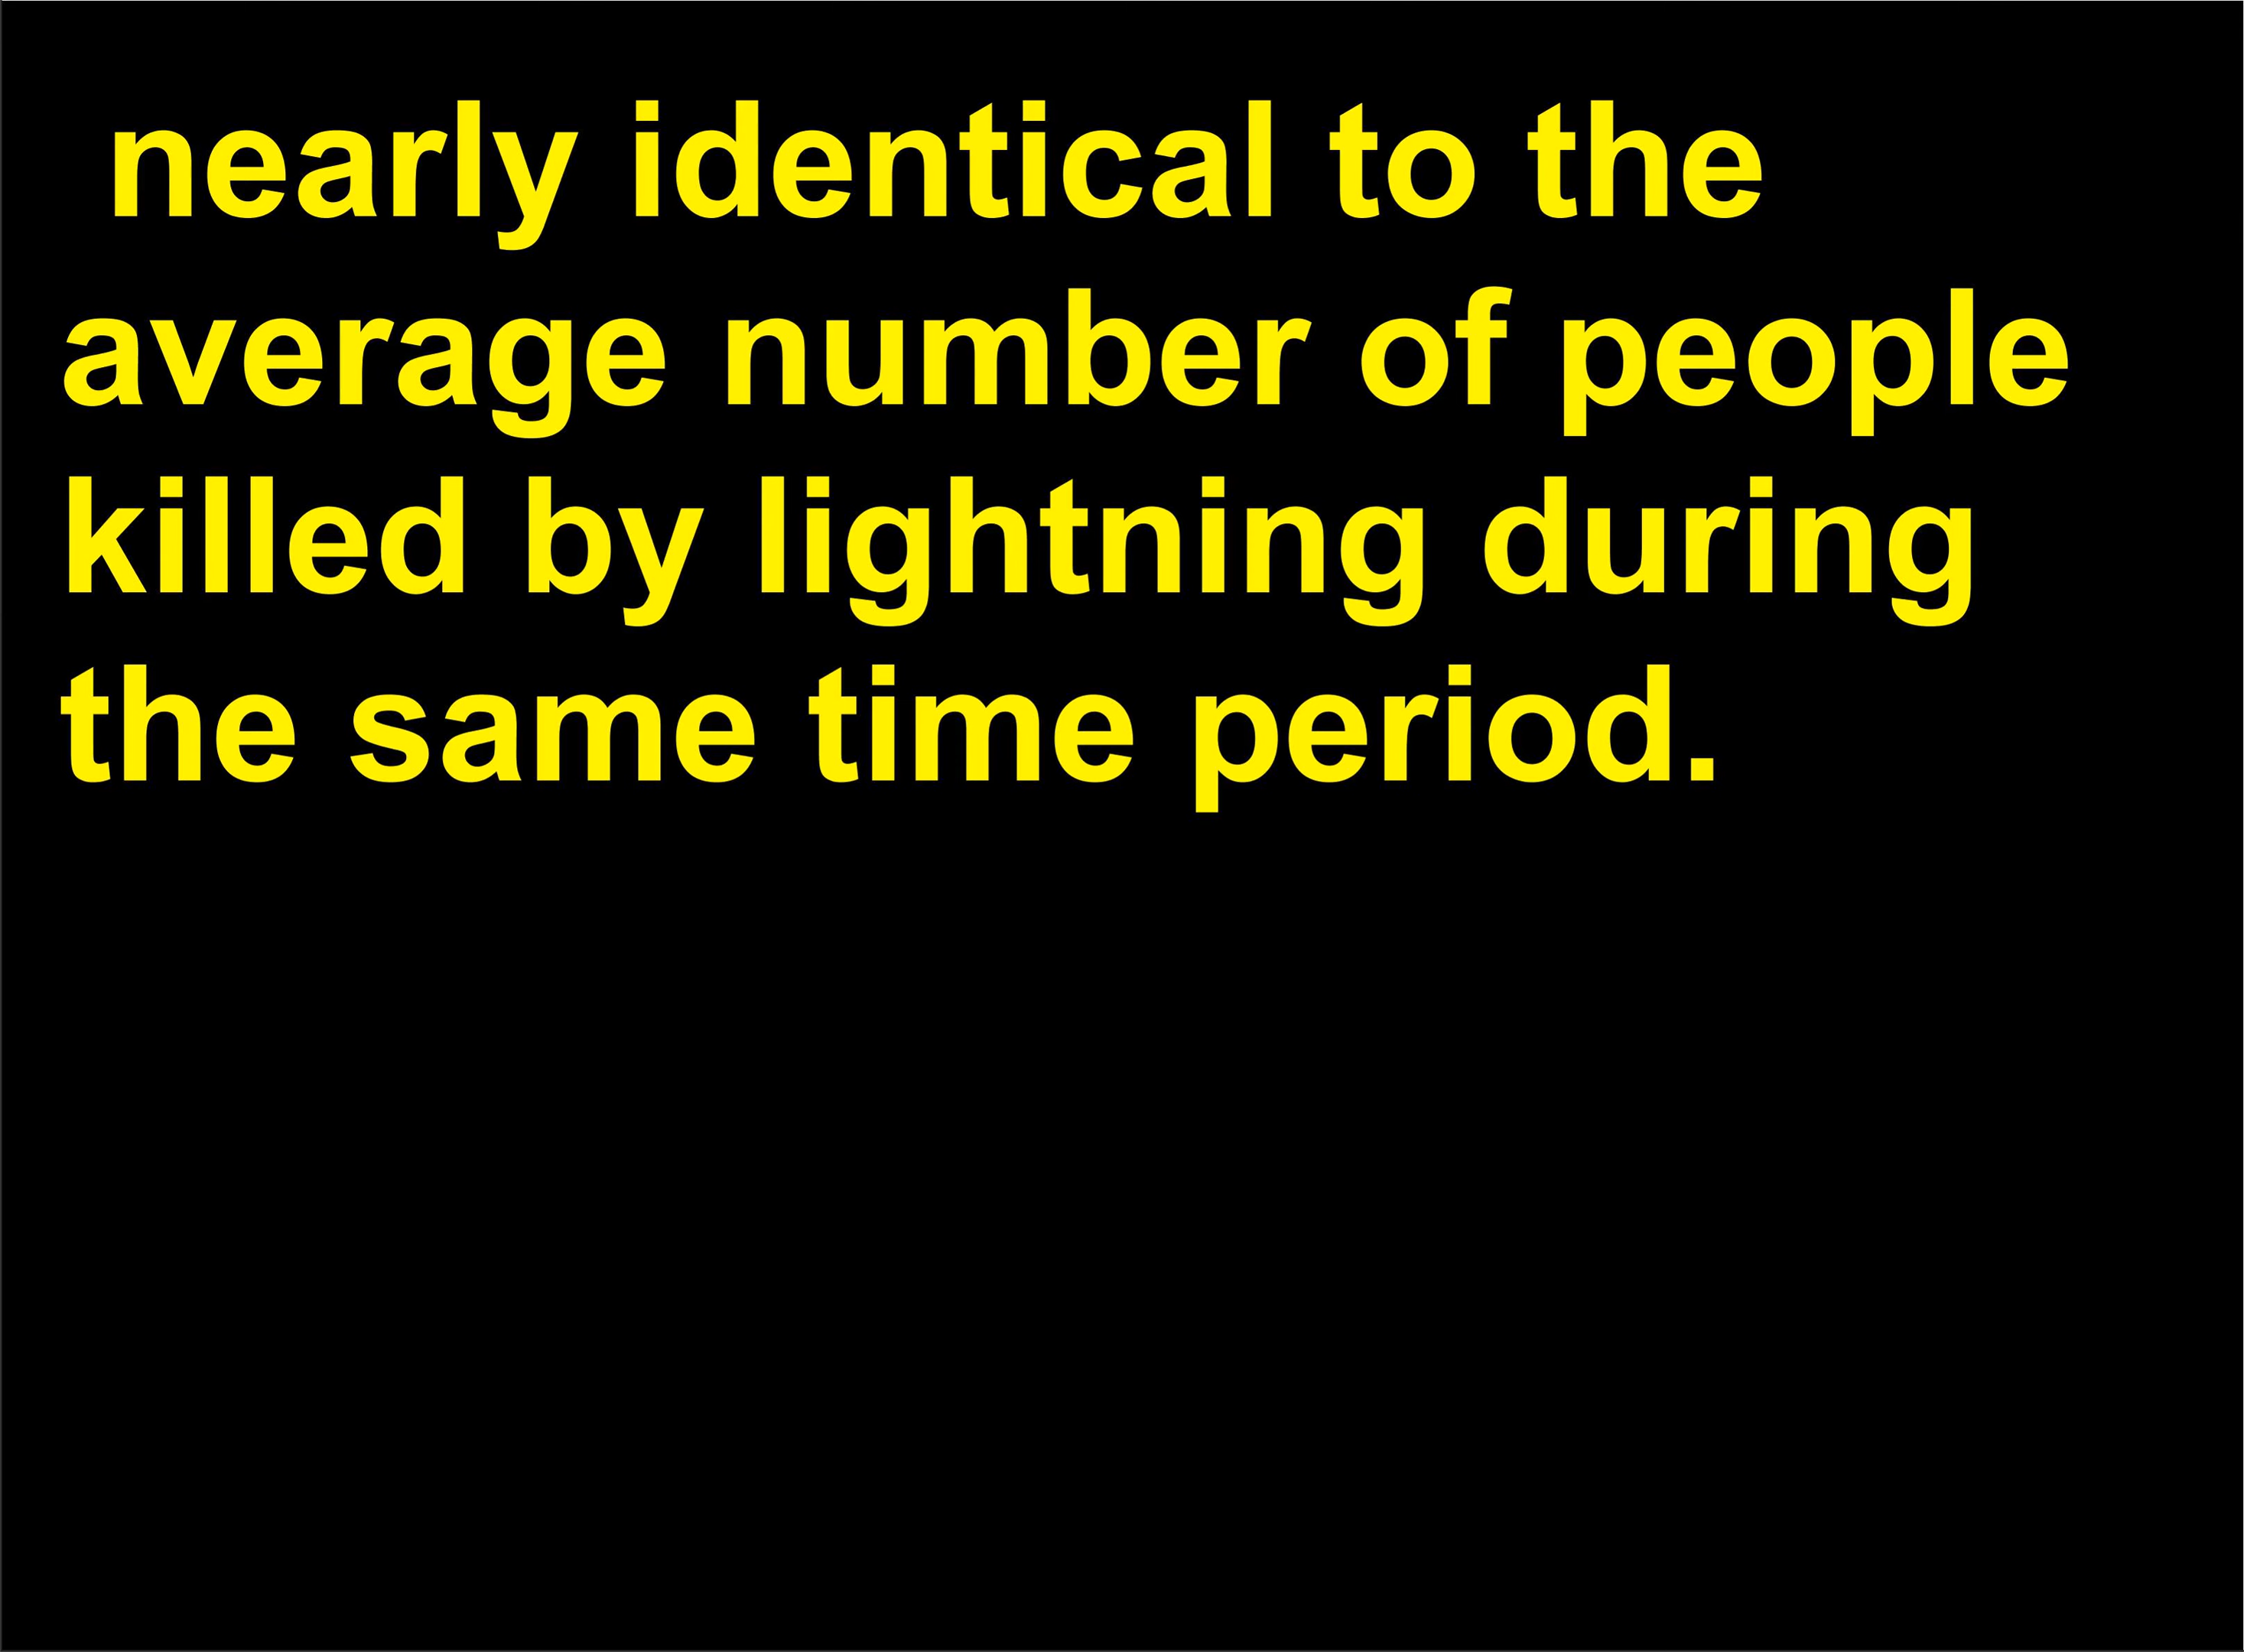 nearly identical to the
average number of people
killed by lightning during
the same time period.